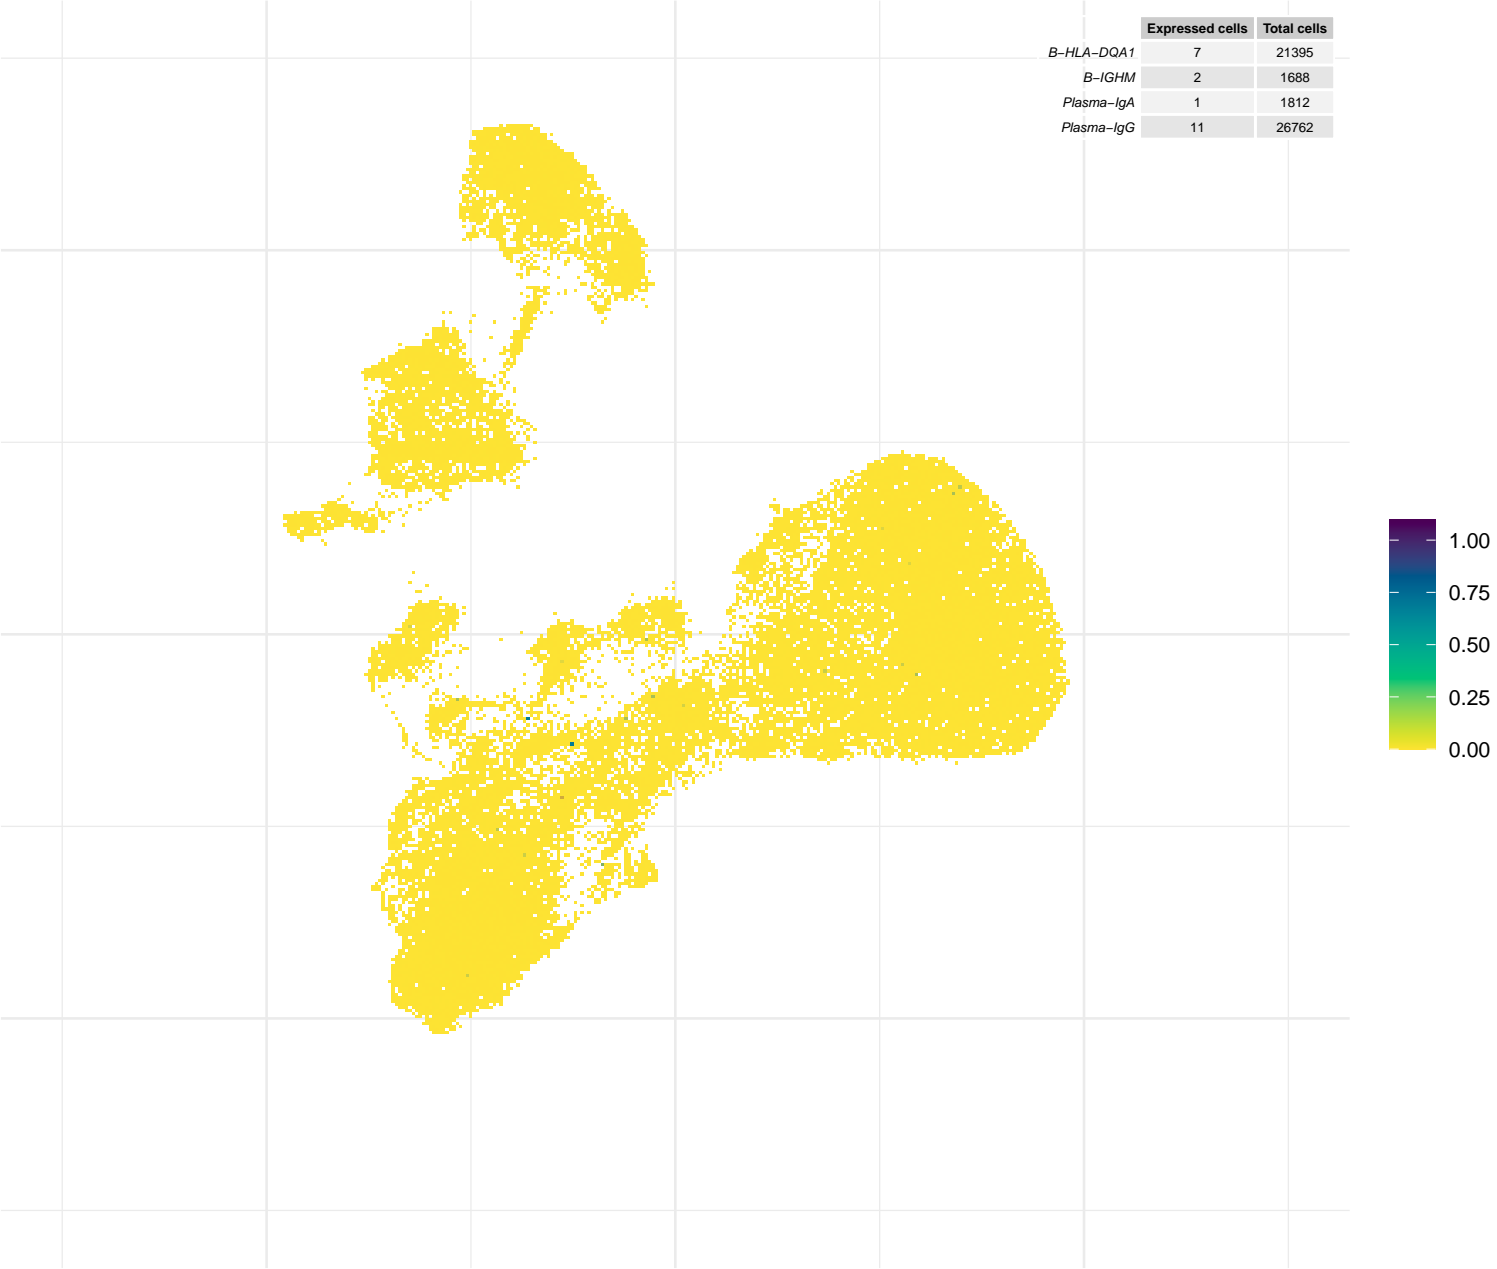 Expressed cells Total cells
B−HLA−DQA1 7 21395
B−IGHM 2 1688
Plasma−IgA 1 1812
Plasma−IgG 11 26762
1.00
0.75
0.50
0.25
0.00